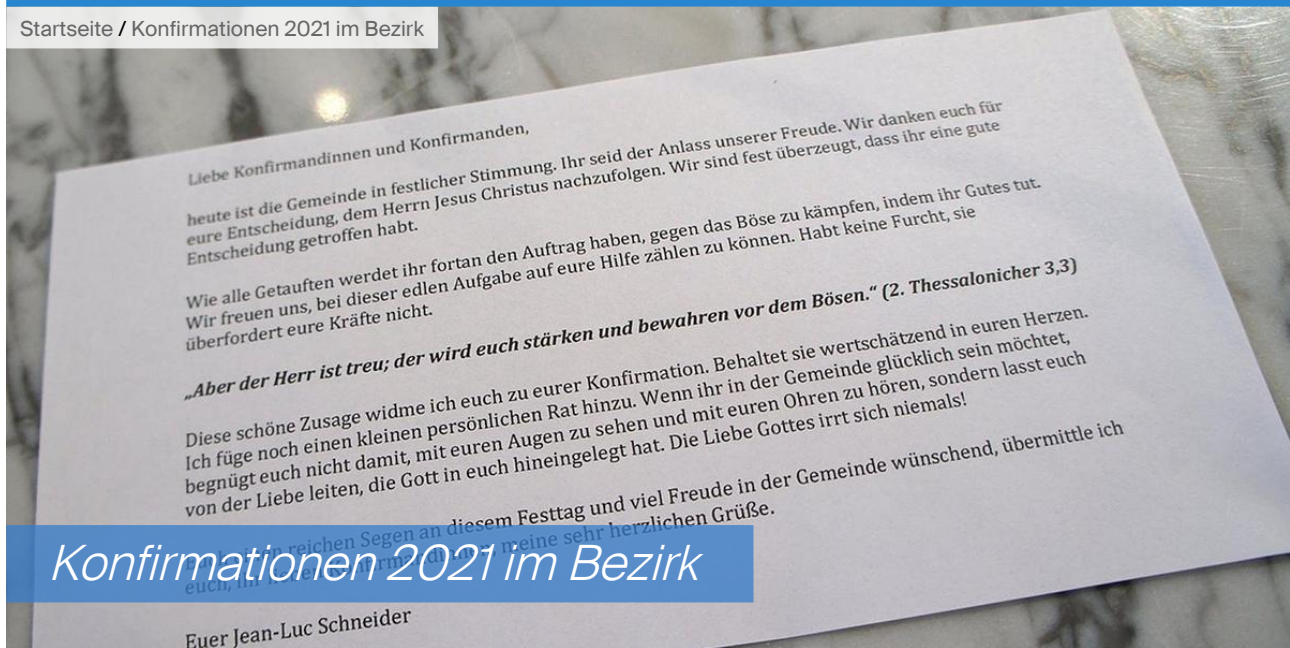 Startseite / Konfirmationen 2021 im Bezirk
Liebe Konfirmandinnen und Konfirmanden,
heute ist die Gemeinde in festlicher Stimmung. Ihr seid der Anlass unserer Freude. Wir danken euch für
eure Entscheidung, dem Herrn Jesus Christus nachzufolgen. Wir sind fest überzeugt, dass ihr eine gute
Entscheidung getroffen habt.
Wie alle Getauften werdet ihr fortan den Auftrag haben, gegen das Böse zu kämpfen, indem ihr Gutes tut.
Wir freuen uns, bei dieser edlen Aufgabe auf eure Hilfe zählen zu können. Habt keine Furcht, sie
überfordert eure Kräfte nicht.
„Aber der Herr ist treu; der wird euch stärken und bewahren vor dem Bösen.“ (2. Thessalonicher 3,3)
Diese schöne Zusage widme ich euch zu eurer Konfirmation. Behaltet sie wertschätzend in euren Herzen.
Ich füge noch einen kleinen persönlichen Rat hinzu. Wenn ihr in der Gemeinde glücklich sein möchtet,
begnügt euch nicht damit, mit euren Augen zu sehen und mit euren Ohren zu hören, sondern lasst euch
von der Liebe leiten, die Gott in euch hineingelegt hat. Die Liebe Gottes irrt sich niemals!
reichen Segen an diesem Festtag und viel Freude in der Gemeinde wünschend, übermittle ich
euch, meine sehr herzlichen Grüße.
Konfirmationen 2021 im Bezirk
Euer Jean-Luc Schneider